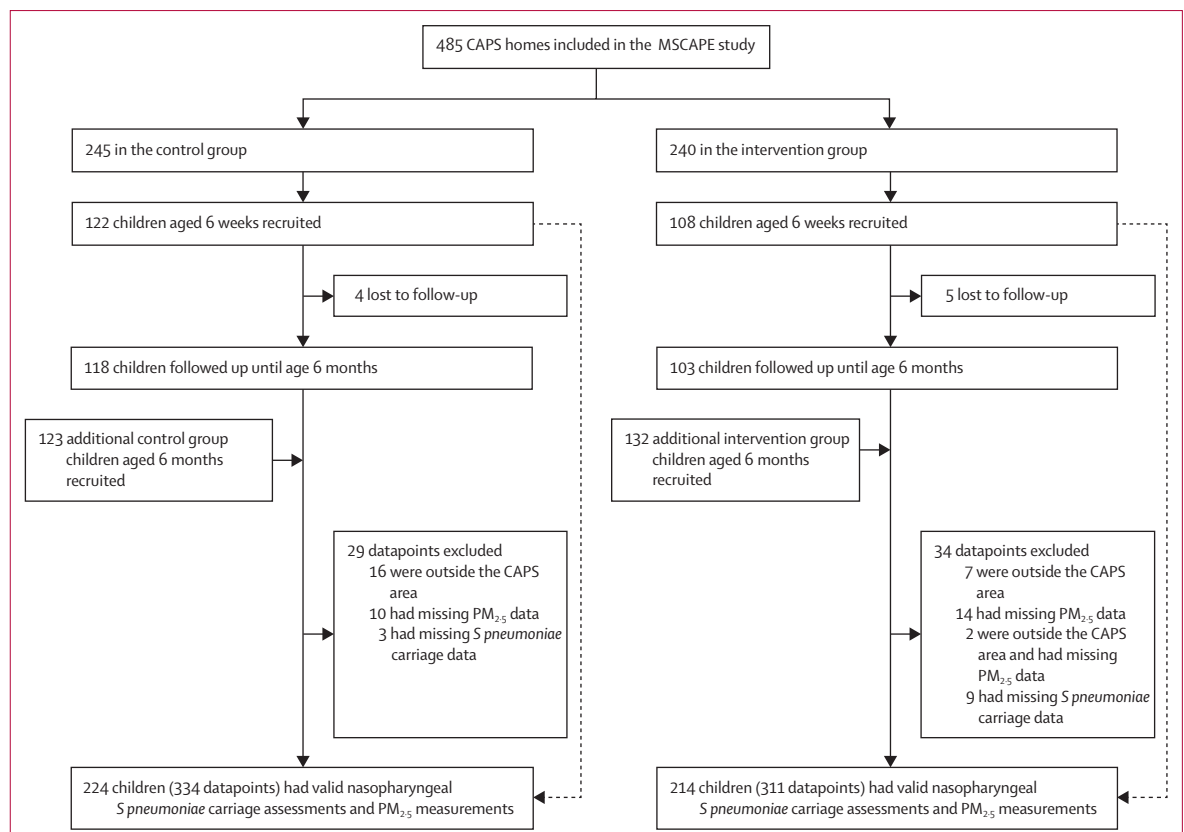 485 CAPS homes included in the MSCAPE study
245 in the control group
240 in the intervention group
122 children aged 6 weeks recruited
108 children aged 6 weeks recruited
4 lost to follow-up
5 lost to follow-up
118 children followed up until age 6 months
103 children followed up until age 6 months
123 additional control group
children aged 6 months
recruited
132 additional intervention group
children aged 6 months
recruited
29 datapoints excluded
16 were outside the CAPS
area
10 had missing PM₂·₅ data
3 had missing S pneumoniae
carriage data
34 datapoints excluded
7 were outside the CAPS
area
14 had missing PM₂·₅ data
2 were outside the CAPS
area and had missing
PM₂·₅ data
9 had missing S pneumoniae
carriage data
224 children (334 datapoints) had valid nasopharyngeal
S pneumoniae carriage assessments and PM₂·₅ measurements
214 children (311 datapoints) had valid nasopharyngeal
S pneumoniae carriage assessments and PM₂·₅ measurements